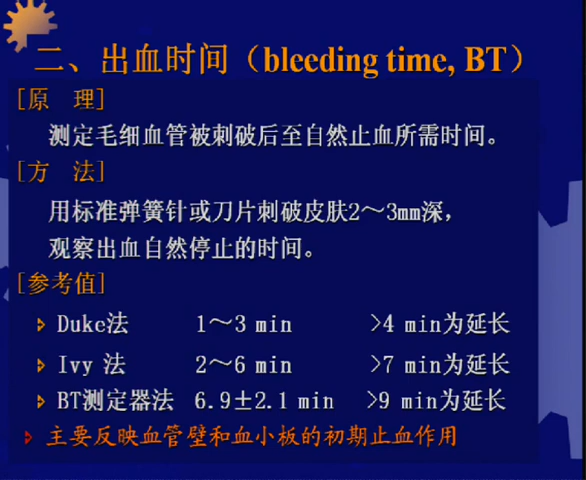 二、出血时间（bleeding time, BT）
[原　理]
测定毛细血管被刺破后至自然止血所需时间。
[方　法]
用标准弹簧针或刀片刺破皮肤2～3mm深，
观察出血自然停止的时间。
[参考值]
Duke法 1～3 min >4 min为延长
Ivy 法 2～6 min >7 min为延长
BT测定器法 6.9±2.1 min >9 min为延长
主要反映血管壁和血小板的初期止血作用